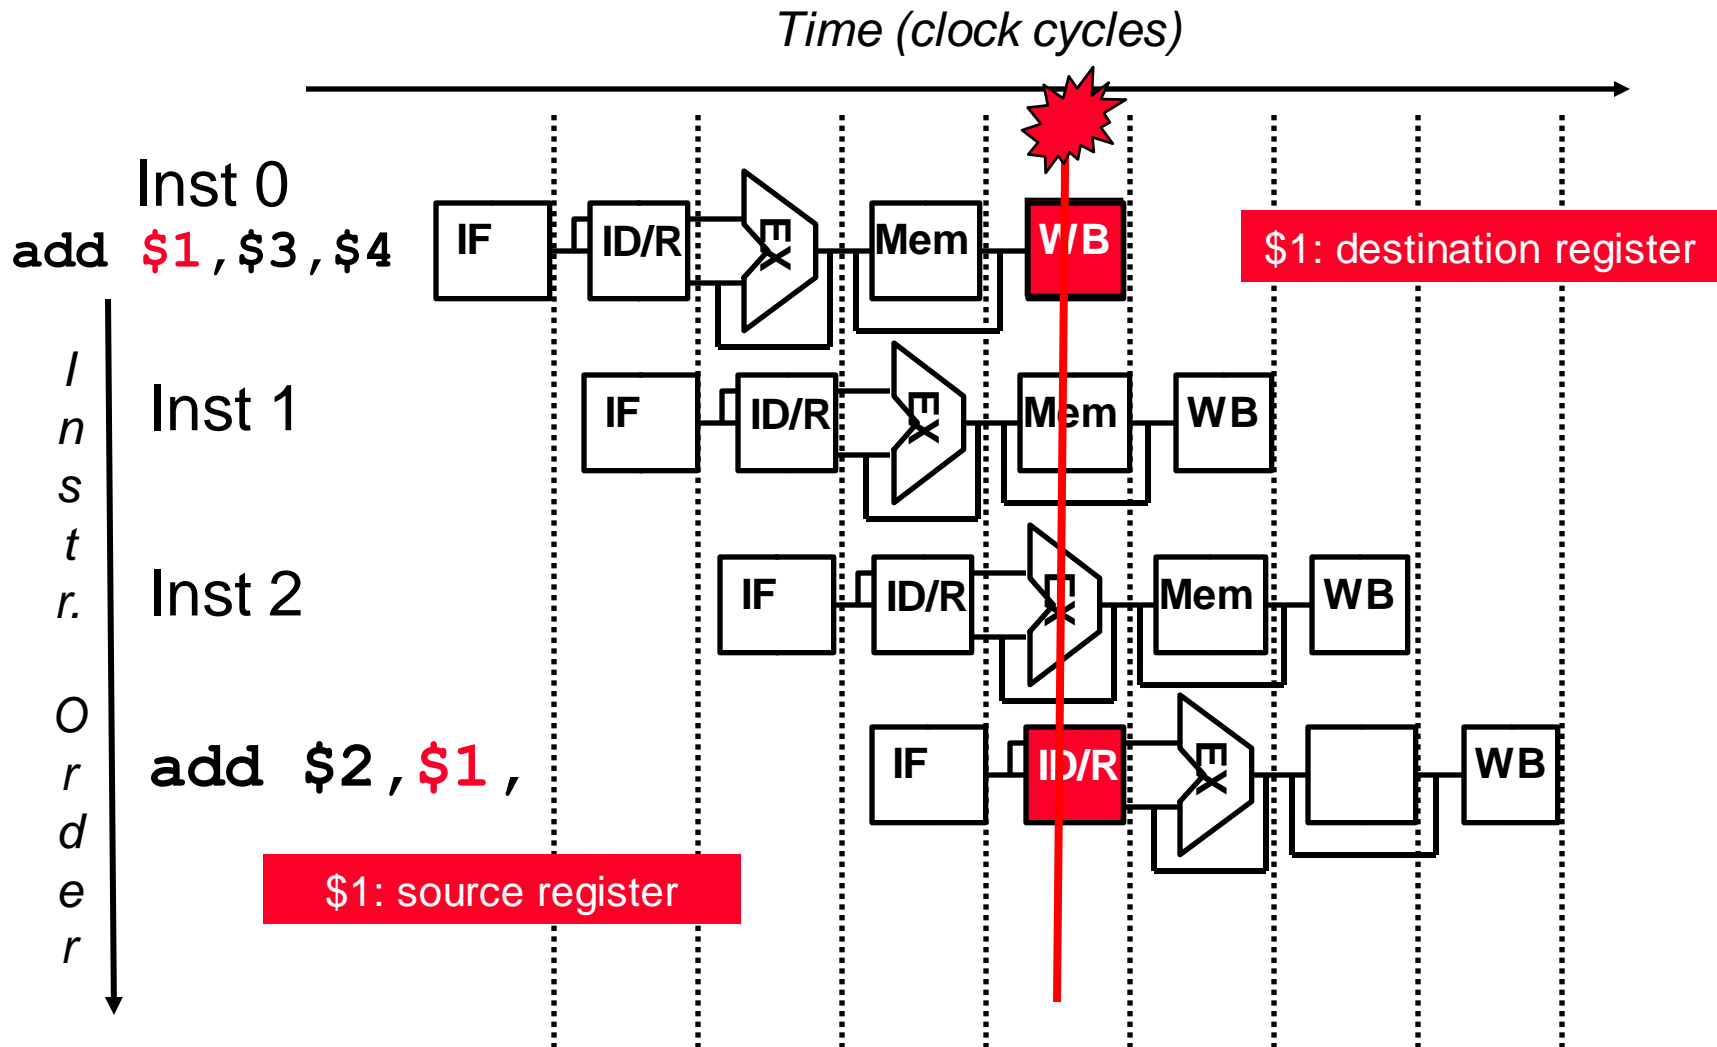 Time (clock cycles)
Inst 0
add $1,$3,$4
IF
ID/R
EX
Mem
WB
$1: destination register
Instr. Order
Inst 1
IF
ID/R
EX
Mem
WB
Inst 2
IF
ID/R
EX
Mem
WB
add $2,$1,
IF
ID/R
EX
WB
$1: source register